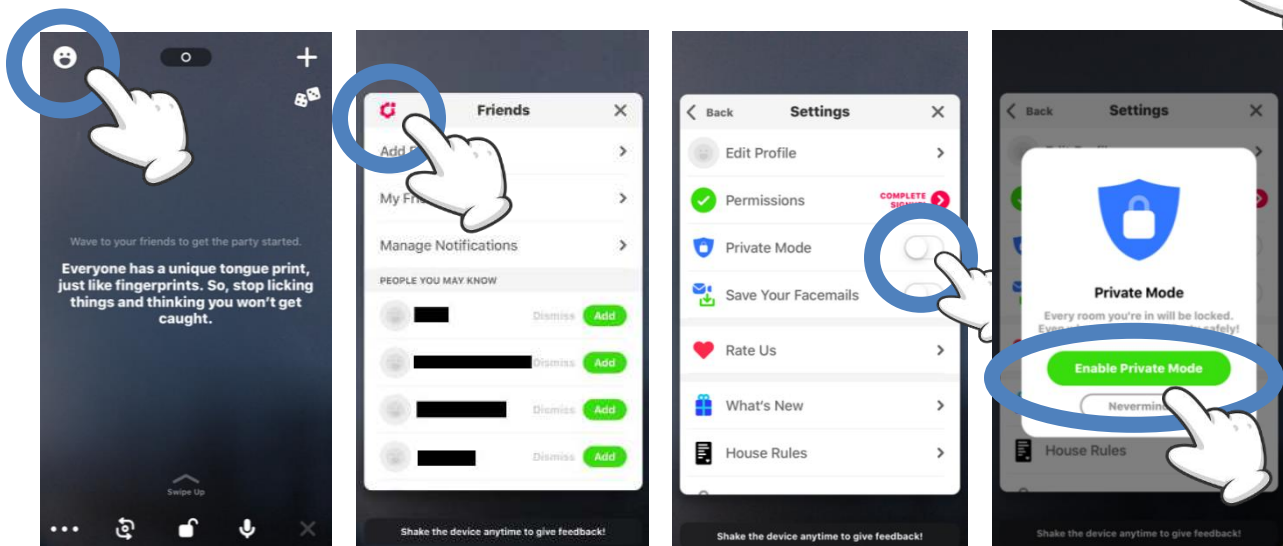 Wave to your friends to get the party started.
Everyone has a unique tongue print,
just like fingerprints. So, stop licking
things and thinking you won't get
caught.
Swipe Up
Friends
Add
My
Manage Notifications
PEOPLE YOU MAY KNOW
Dismiss Add
Dismiss Add
Dismiss Add
Dismiss Add
Shake the device anytime to give feedback!
Back Settings
Edit Profile
Permissions COMPLETE
Private Mode
Save Your Facemails
Rate Us
What's New
House Rules
Shake the device anytime to give feedback!
Back Settings
Private Mode
Every room you're in will be locked.
safely!
Enable Private Mode
House Rules
Shake the device anytime to give feedback!